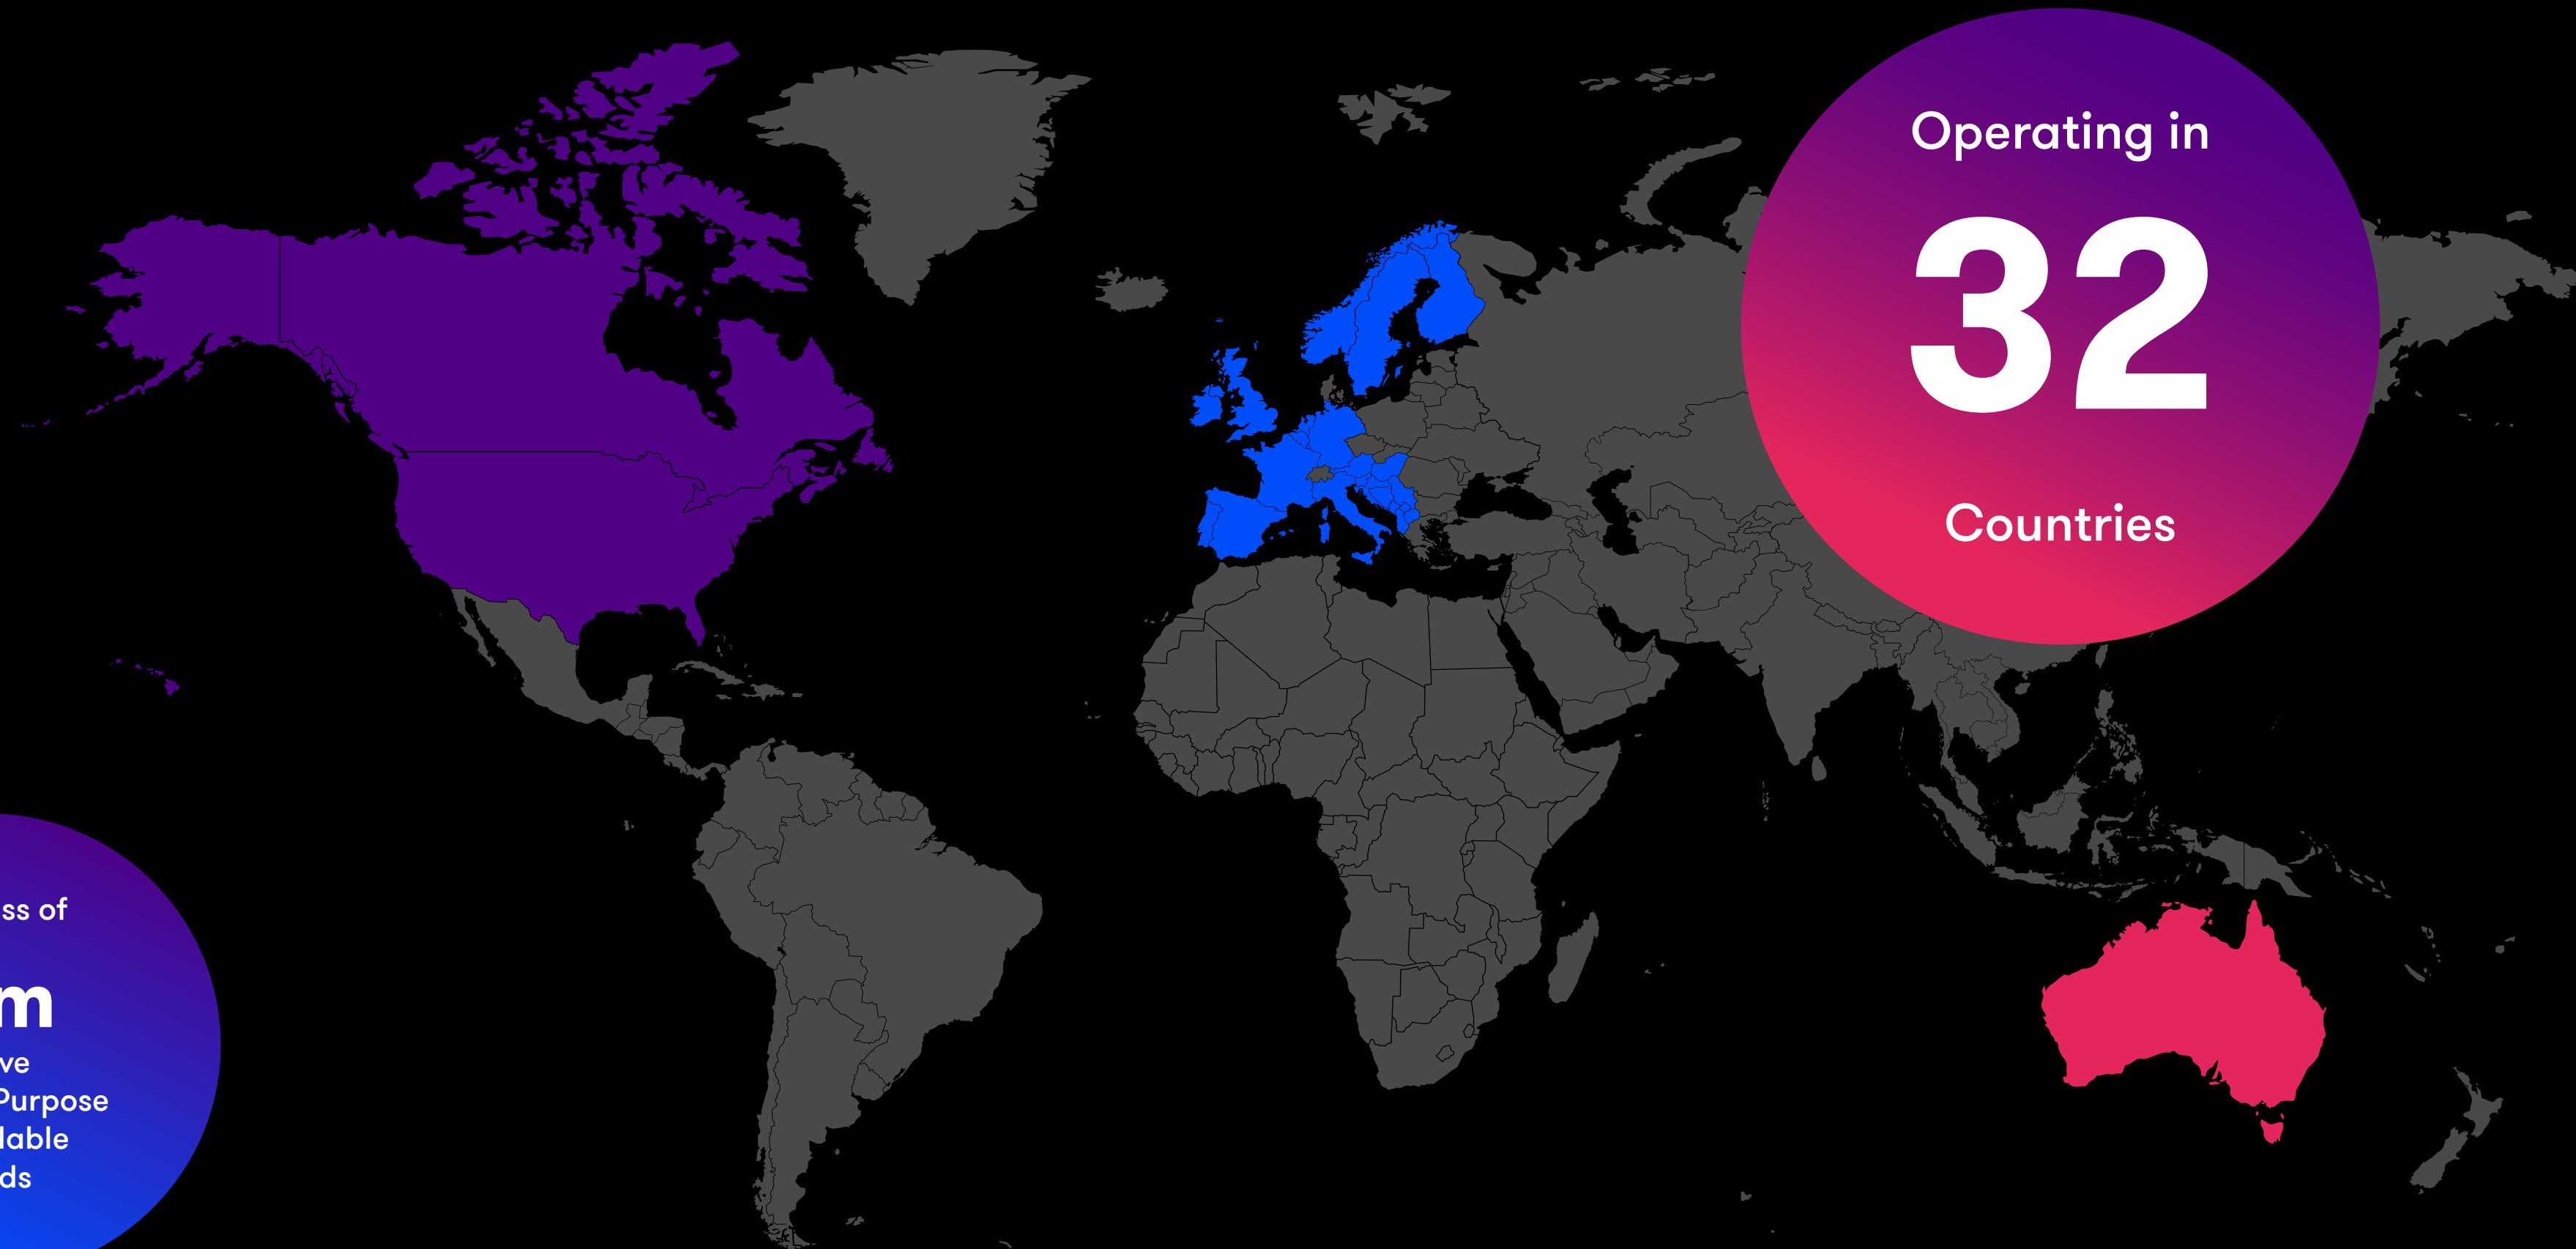 Operating in
32
Countries
ss of
m
ve
Purpose
lable
ds